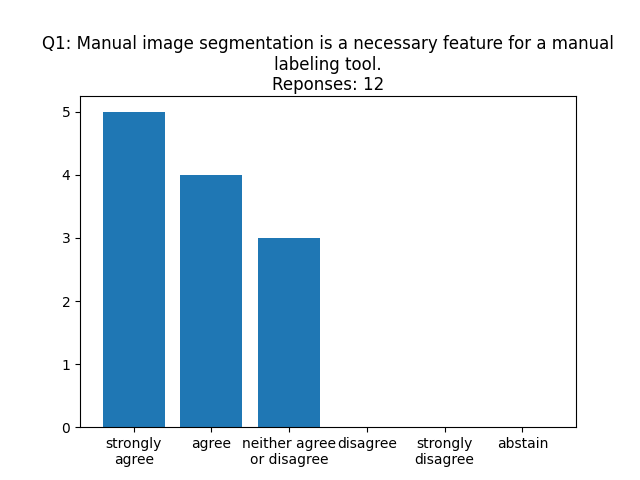 Q1: Manual image segmentation is a necessary feature for a manual
labeling tool.
Reponses: 12
5
4
3
2
1
0
strongly agree neither agree disagree strongly abstain
agree or disagree disagree